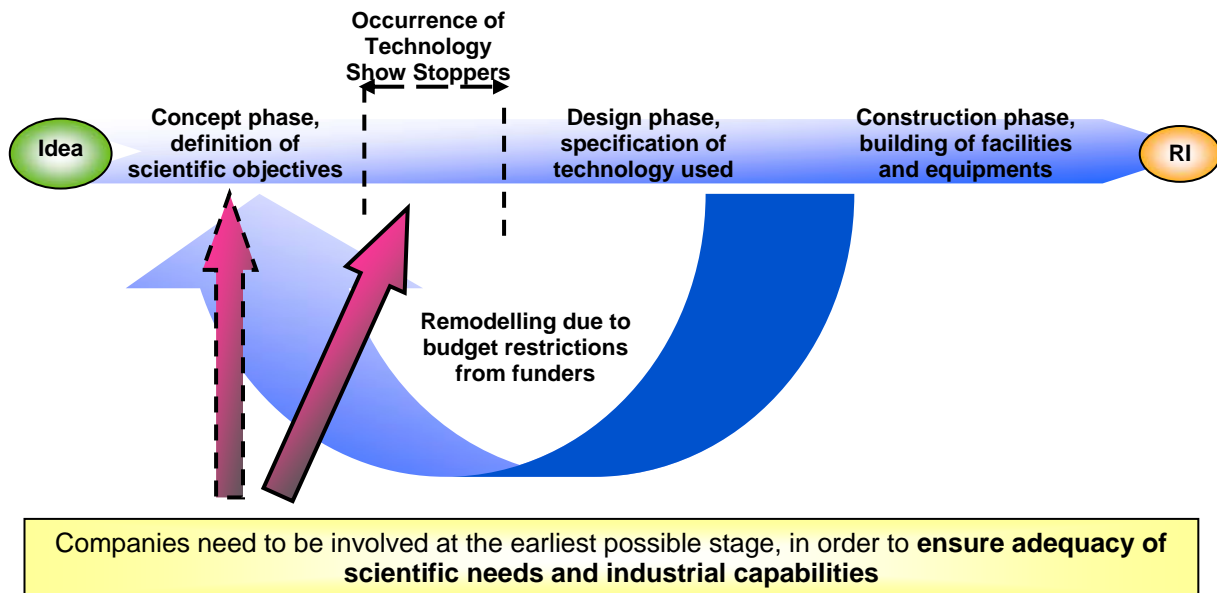 Occurrence of
Technology
Show Stoppers
Idea
Concept phase,
definition of
scientific objectives
Design phase,
specification of
technology used
Construction phase,
building of facilities
and equipments
RI
Remodelling due to
budget restrictions
from funders
Companies need to be involved at the earliest possible stage, in order to ensure adequacy of
scientific needs and industrial capabilities